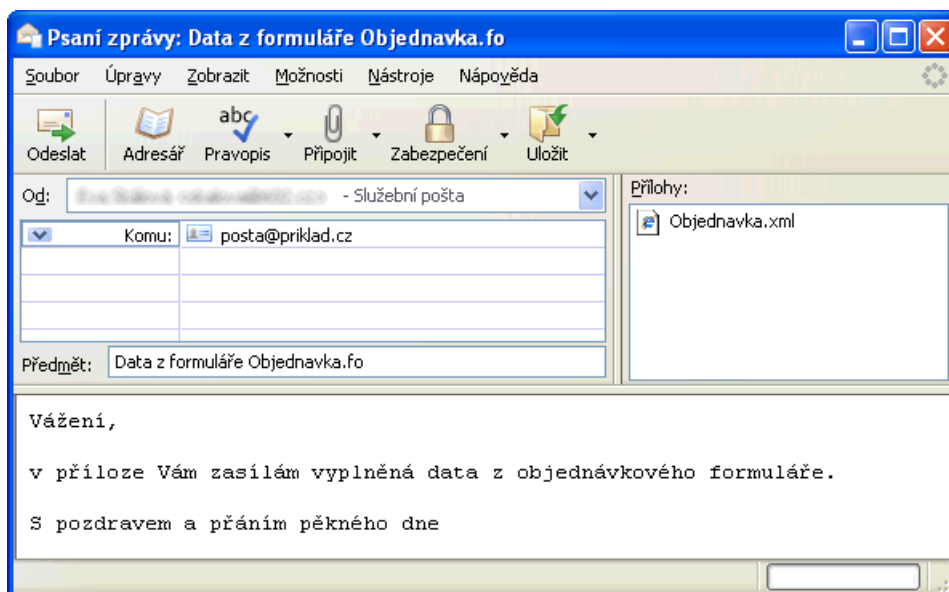 Psaní zprávy: Data z formuláře Objednavka.fo
Soubor Úpravy Zobrazit Možnosti Nástroje Nápověda
Odeslat Adresář abc Pravopis Připojit Zabezpečení Uložit
Od: - Služební pošta
Přílohy:
Objednavka.xml
Komu: posta@priklad.cz
Předmět: Data z formuláře Objednavka.fo
Vážení,
v příloze Vám zasílám vyplněná data z objednávkového formuláře.
S pozdravem a přáním pěkného dne